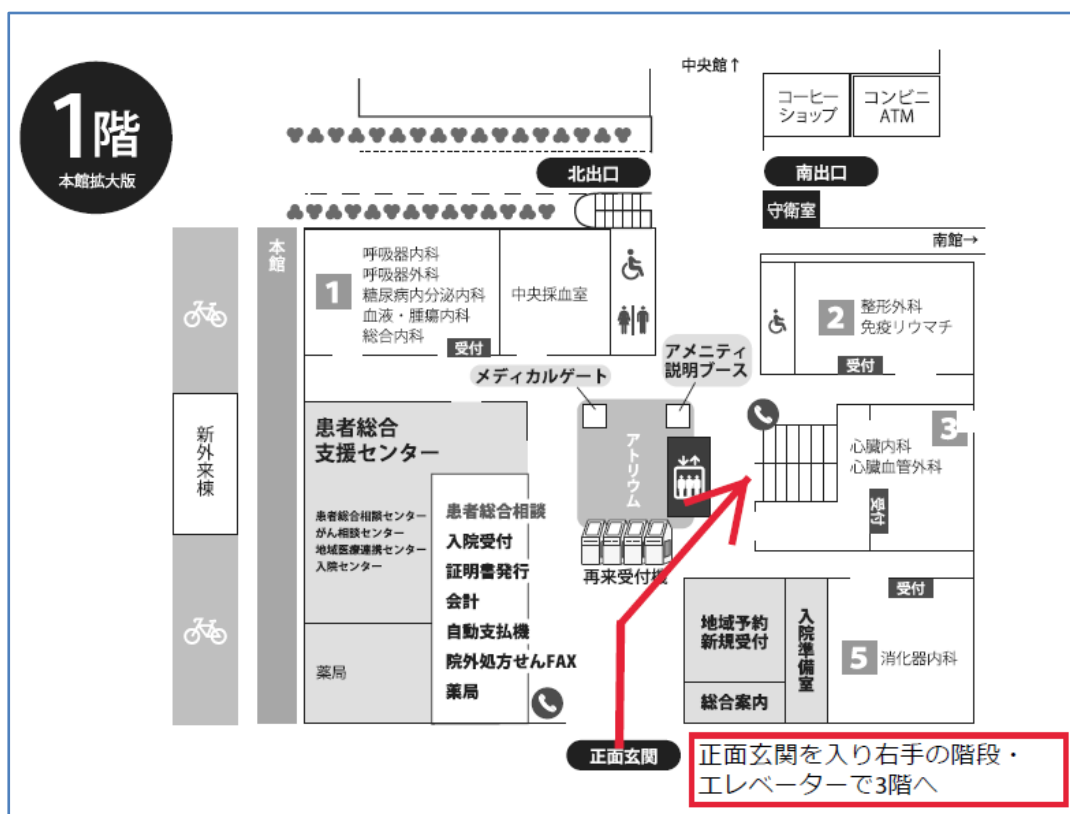 1階
本館拡大版
中央館↑
コーヒー
ショップ
コンビニ
ATM
北出口
南出口
守衛室
南館→
本館
1
呼吸器内科
呼吸器外科
糖尿病内分泌内科
血液・腫瘍内科
総合内科
受付
中央採血室
2
整形外科
免疫リウマチ
受付
メディカルゲート
アメニティ
説明ブース
アトリウム
3
心臓内科
心臓血管外科
受付
新外来棟
患者総合
支援センター
患者総合相談センター
がん相談センター
地域医療連携センター
入院センター
患者総合相談
入院受付
証明書発行
会計
自動支払機
院外処方せんFAX
薬局
薬局
再来受付機
地域予約
新規受付
総合案内
入院準備室
受付
5
消化器内科
正面玄関
正面玄関を入り右手の階段・
エレベーターで3階へ